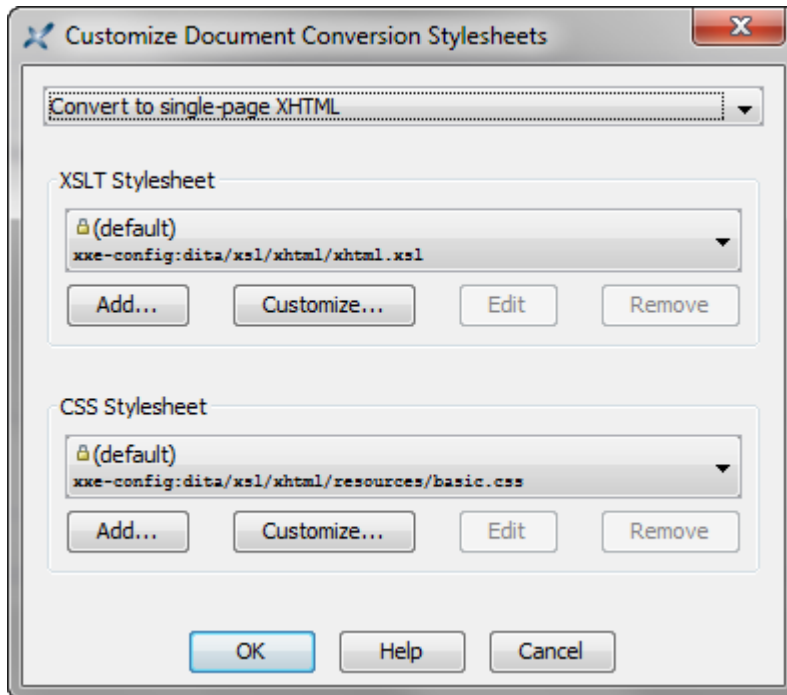 Customize Document Conversion Stylesheets
Convert to single-page XHTML
XSLT Stylesheet
(default)
xxe-config:dita/xsl/xhtml/xhtml.xsl
Add... Customize... Edit Remove
CSS Stylesheet
(default)
xxe-config:dita/xsl/xhtml/resources/basic.css
Add... Customize... Edit Remove
OK Help Cancel